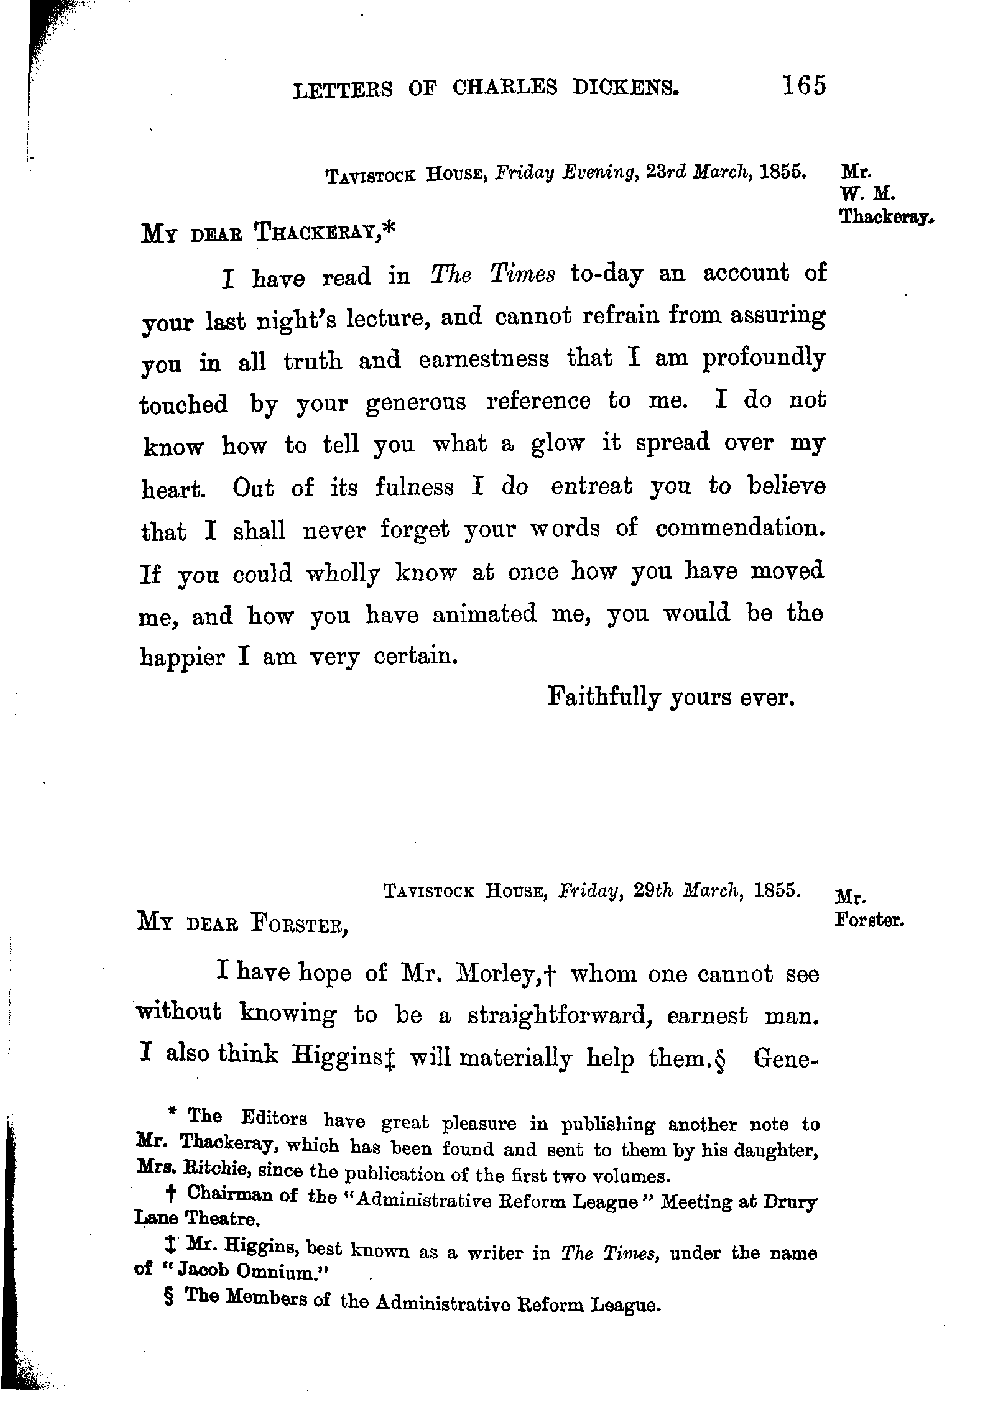 LETTERS OF CHARLES DICKENS. 165
TAVISTOCK HOUSE, Friday Evening, 23rd March, 1855.
Mr.
W. M.
Thackeray.
MY DEAR THACKERAY,*
I have read in The Times to-day an account of
your last night's lecture, and cannot refrain from assuring
you in all truth and earnestness that I am profoundly
touched by your generous reference to me. I do not
know how to tell you what a glow it spread over my
heart. Out of its fulness I do entreat you to believe
that I shall never forget your words of commendation.
If you could wholly know at once how you have moved
me, and how you have animated me, you would be the
happier I am very certain.
Faithfully yours ever.
TAVISTOCK HOUSE, Friday, 29th March, 1855.
Mr.
Forster.
MY DEAR FORSTER,
I have hope of Mr. Morley,† whom one cannot see
without knowing to be a straightforward, earnest man.
I also think Higgins‡ will materially help them.§ Gene-
* The Editors have great pleasure in publishing another note to
Mr. Thackeray, which has been found and sent to them by his daughter,
Mrs. Ritchie, since the publication of the first two volumes.
† Chairman of the "Administrative Reform League" Meeting at Drury
Lane Theatre.
‡ Mr. Higgins, best known as a writer in The Times, under the name
of "Jacob Omnium."
§ The Members of the Administrative Reform League.